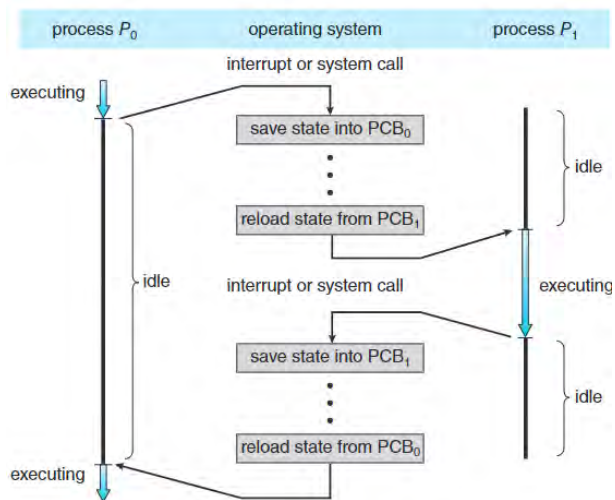 process P0
operating system
process P1
interrupt or system call
executing
save state into PCB0
idle
reload state from PCB1
idle
interrupt or system call
executing
save state into PCB1
idle
reload state from PCB0
executing